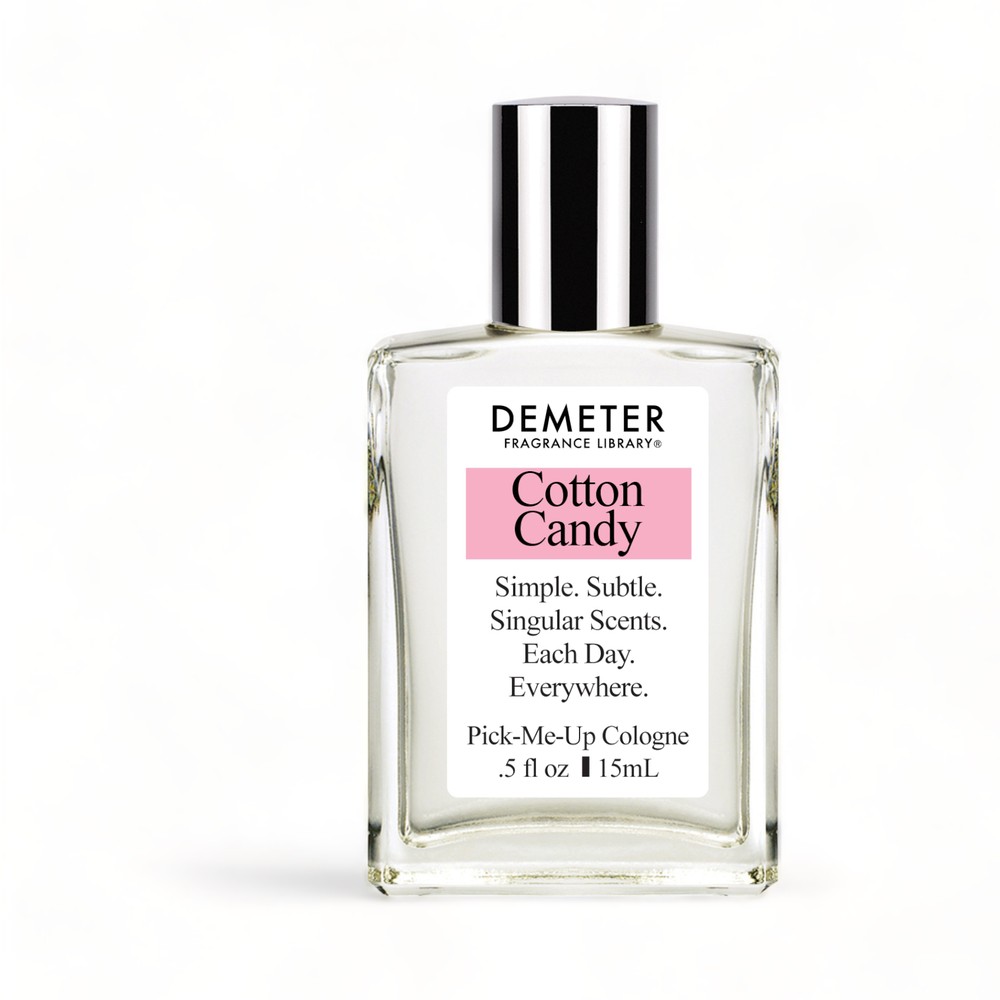 DEMETER
FRAGRANCE LIBRARY®
Cotton
Candy
Simple. Subtle.
Singular Scents.
Each Day.
Everywhere.
Pick-Me-Up Cologne
.5 fl oz ▮ 15mL